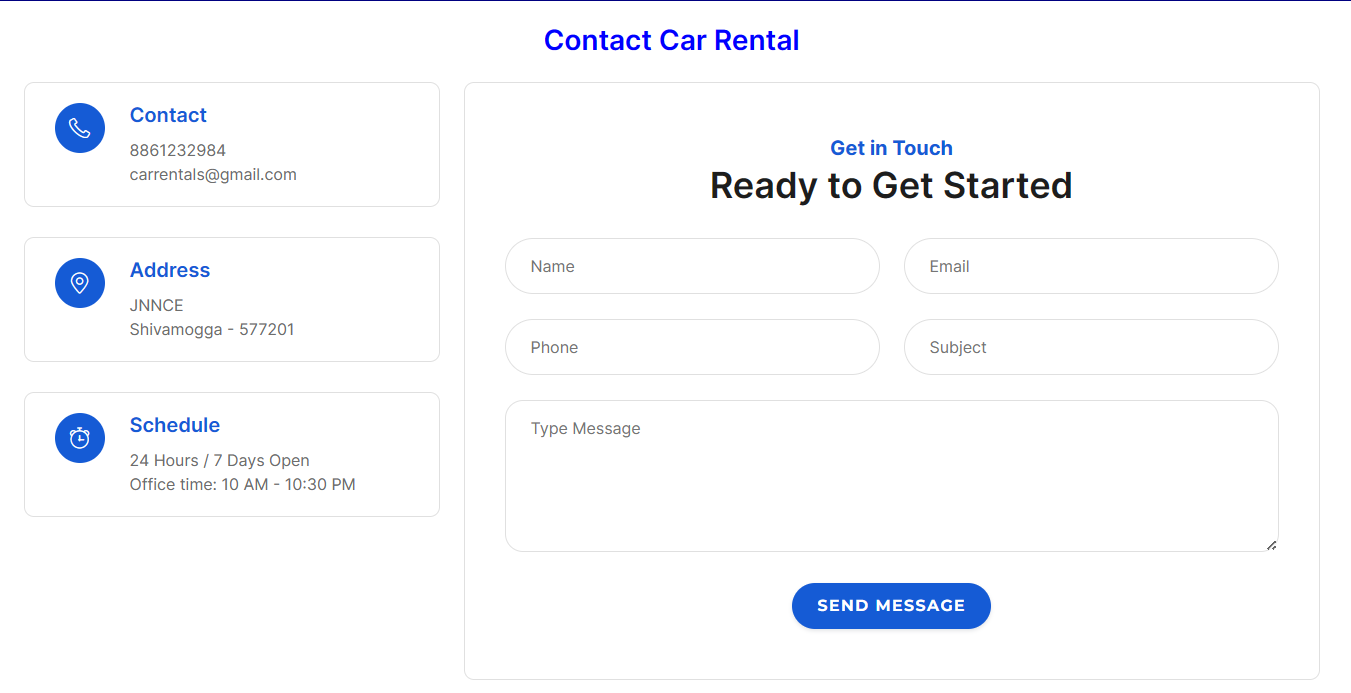 Contact Car Rental
Contact
8861232984
carrentals@gmail.com
Address
JNNCE
Shivamogga - 577201
Schedule
24 Hours / 7 Days Open
Office time: 10 AM - 10:30 PM
Get in Touch
Ready to Get Started
Name
Email
Phone
Subject
Type Message
SEND MESSAGE